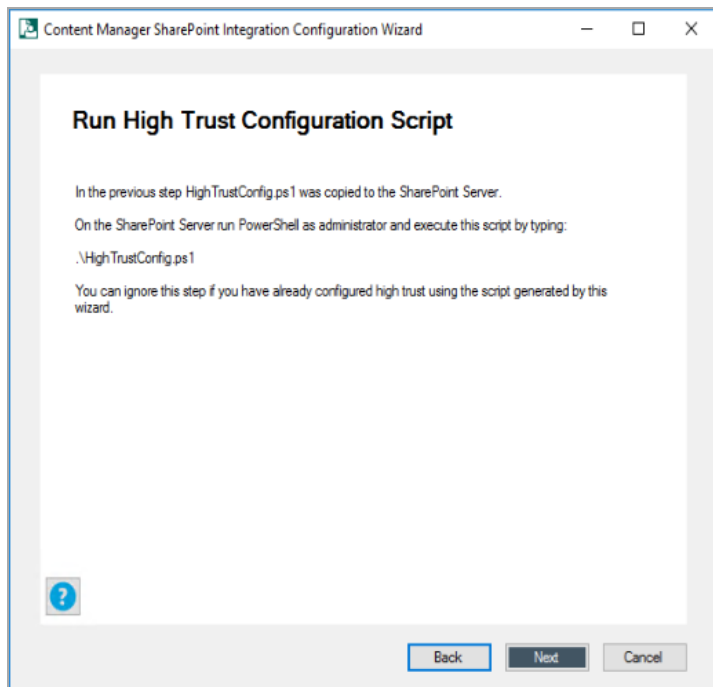 Content Manager SharePoint Integration Configuration Wizard
Run High Trust Configuration Script
In the previous step HighTrustConfig.ps1 was copied to the SharePoint Server.
On the SharePoint Server run PowerShell as administrator and execute this script by typing:
.\HighTrustConfig.ps1
You can ignore this step if you have already configured high trust using the script generated by this
wizard.
?
Back Next Cancel